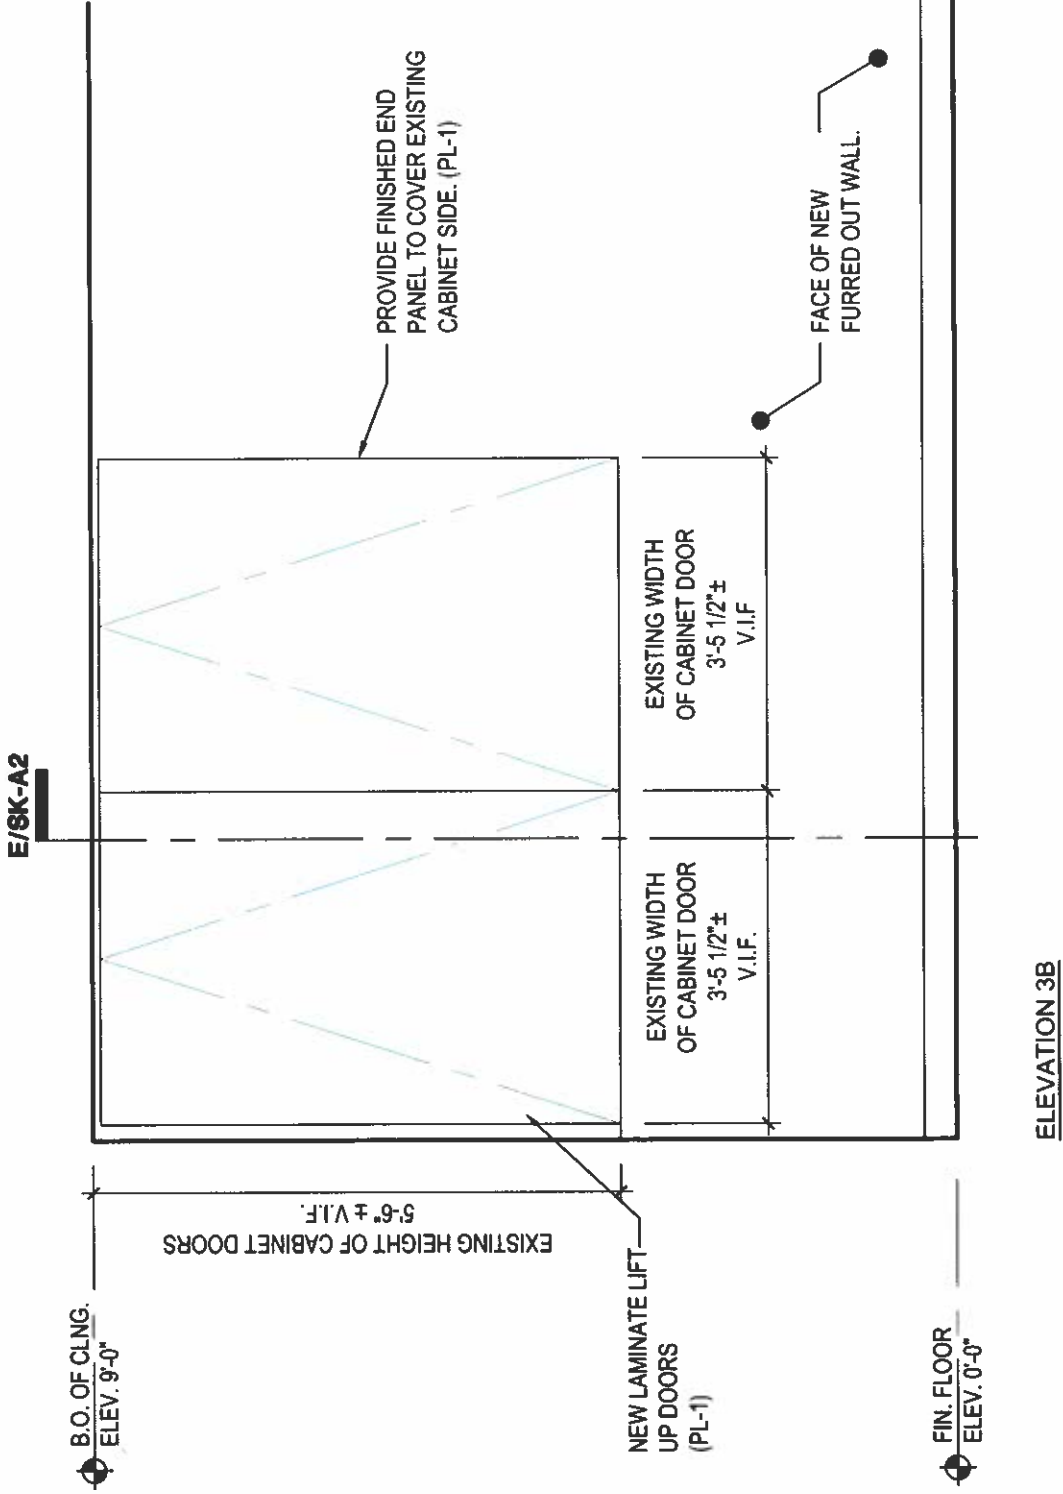 E/SK-A2
B.O. OF CLNG.
ELEV. 9'-0"
EXISTING HEIGHT OF CABINET DOORS
5'-6" ± V.I.F.
PROVIDE FINISHED END
PANEL TO COVER EXISTING
CABINET SIDE. (PL-1)
NEW LAMINATE LIFT
UP DOORS
(PL-1)
EXISTING WIDTH
OF CABINET DOOR
3'-5 1/2"±
V.I.F.
EXISTING WIDTH
OF CABINET DOOR
3'-5 1/2"±
V.I.F
FACE OF NEW
FURRED OUT WALL.
FIN. FLOOR
ELEV. 0'-0"
ELEVATION 3B